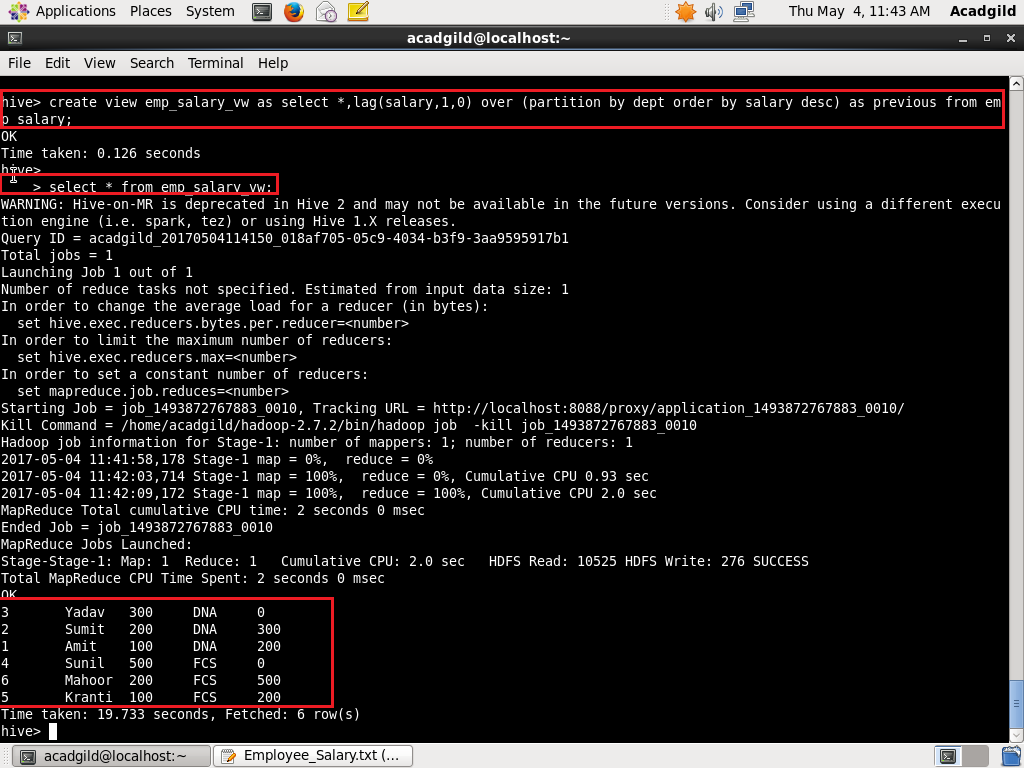 Applications Places System Thu May 4, 11:43 AM Acadgild
acadgild@localhost:~
File Edit View Search Terminal Help
hive> create view emp_salary_vw as select *,lag(salary,1,0) over (partition by dept order by salary desc) as previous from em
p_salary;
OK
Time taken: 0.126 seconds
hive>
    > select * from emp_salary_vw;
WARNING: Hive-on-MR is deprecated in Hive 2 and may not be available in the future versions. Consider using a different execu
tion engine (i.e. spark, tez) or using Hive 1.X releases.
Query ID = acadgild_20170504114150_018af705-05c9-4034-b3f9-3aa9595917b1
Total jobs = 1
Launching Job 1 out of 1
Number of reduce tasks not specified. Estimated from input data size: 1
In order to change the average load for a reducer (in bytes):
  set hive.exec.reducers.bytes.per.reducer=<number>
In order to limit the maximum number of reducers:
  set hive.exec.reducers.max=<number>
In order to set a constant number of reducers:
  set mapreduce.job.reduces=<number>
Starting Job = job_1493872767883_0010, Tracking URL = http://localhost:8088/proxy/application_1493872767883_0010/
Kill Command = /home/acadgild/hadoop-2.7.2/bin/hadoop job  -kill job_1493872767883_0010
Hadoop job information for Stage-1: number of mappers: 1; number of reducers: 1
2017-05-04 11:41:58,178 Stage-1 map = 0%,  reduce = 0%
2017-05-04 11:42:03,714 Stage-1 map = 100%,  reduce = 0%, Cumulative CPU 0.93 sec
2017-05-04 11:42:09,172 Stage-1 map = 100%,  reduce = 100%, Cumulative CPU 2.0 sec
MapReduce Total cumulative CPU time: 2 seconds 0 msec
Ended Job = job_1493872767883_0010
MapReduce Jobs Launched:
Stage-Stage-1: Map: 1  Reduce: 1   Cumulative CPU: 2.0 sec   HDFS Read: 10525 HDFS Write: 276 SUCCESS
Total MapReduce CPU Time Spent: 2 seconds 0 msec
OK
3       Yadav   300     DNA     0
2       Sumit   200     DNA     300
1       Amit    100     DNA     200
4       Sunil   500     FCS     0
6       Mahoor  200     FCS     500
5       Kranti  100     FCS     200
Time taken: 19.733 seconds, Fetched: 6 row(s)
hive>
acadgild@localhost:~ Employee_Salary.txt (...